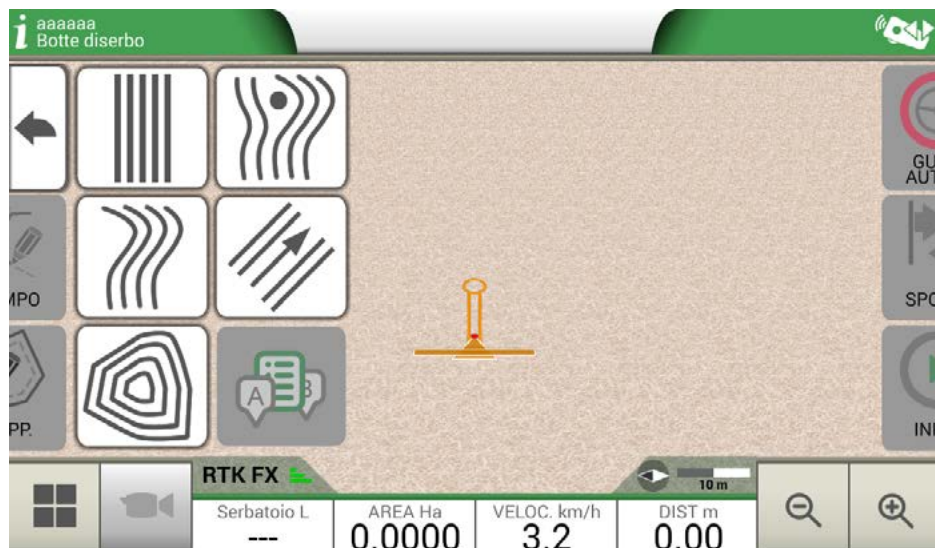 aaaaaa
Botte diserbo
GU
AUT
MPO
SPO
A B
PP.
INI
RTK FX
10 m
Serbatoio L
AREA Ha
VELOC. km/h
DIST m
---
0.0000
3.2
0.00